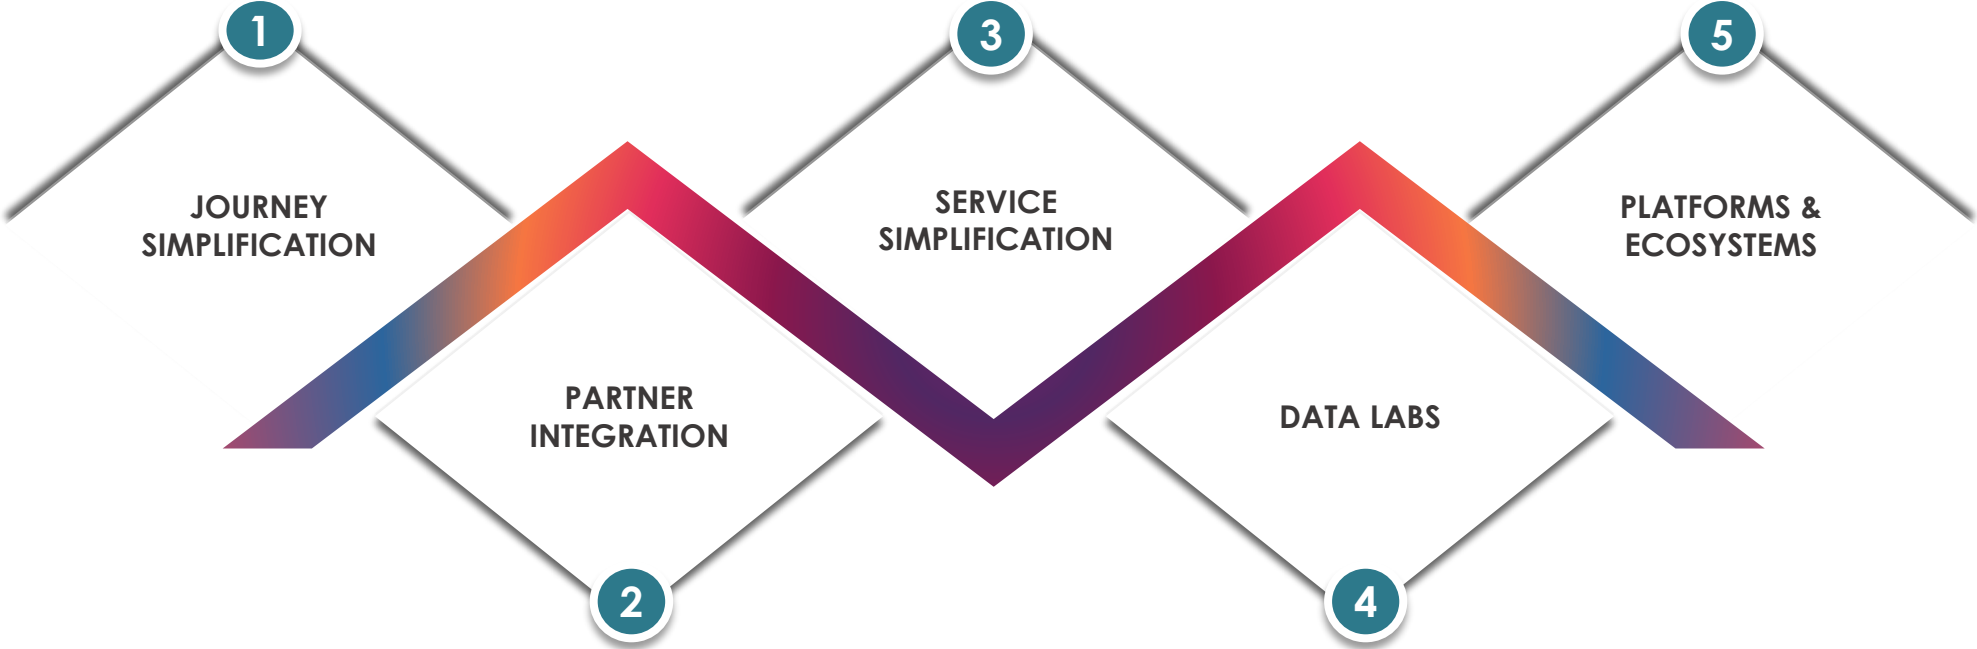 1
JOURNEY
SIMPLIFICATION
2
PARTNER
INTEGRATION
3
SERVICE
SIMPLIFICATION
4
DATA LABS
5
PLATFORMS &
ECOSYSTEMS